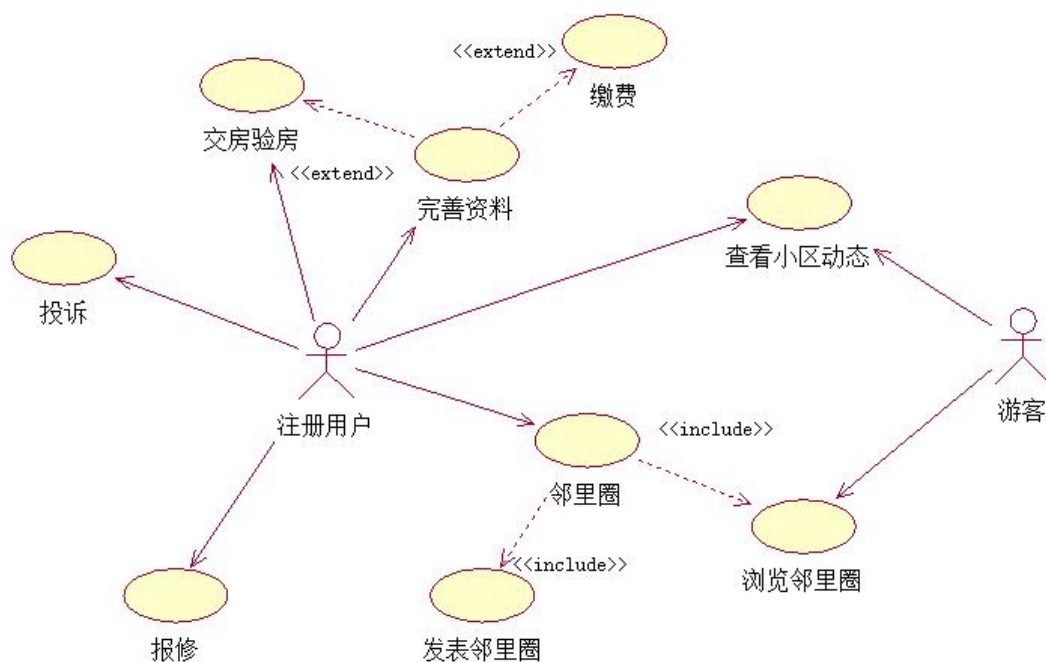 <<extend>>
缴费
交房验房
<<extend>>
完善资料
查看小区动态
投诉
注册用户
游客
<<include>>
邻里圈
<<include>>
浏览邻里圈
报修
发表邻里圈